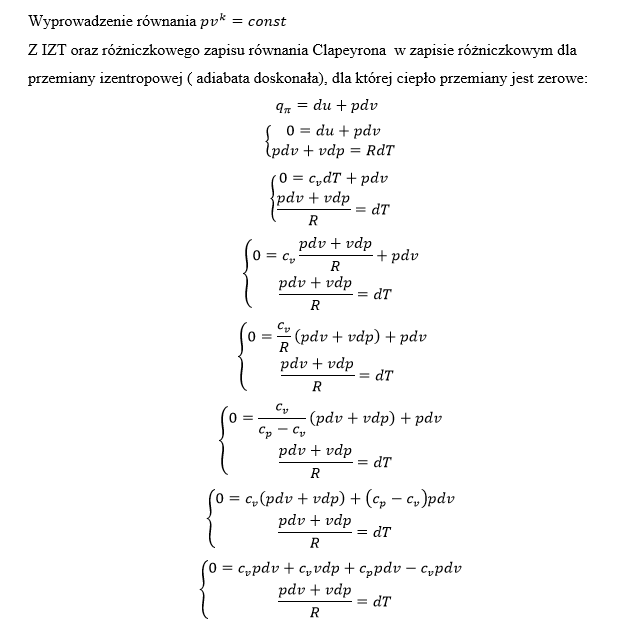 Wyprowadzenie równania pvᵏ = const
Z IZT oraz różniczkowego zapisu równania Clapeyrona w zapisie różniczkowym dla
przemiany izentropowej ( adiabata doskonała), dla której ciepło przemiany jest zerowe:
q_π = du + pdv
{ 0 = du + pdv
pdv + vdp = RdT
{ 0 = c_v dT + pdv
(pdv + vdp)/R = dT
{ 0 = c_v (pdv + vdp)/R + pdv
(pdv + vdp)/R = dT
{ 0 = c_v/R (pdv + vdp) + pdv
(pdv + vdp)/R = dT
{ 0 = c_v/(c_p − c_v) (pdv + vdp) + pdv
(pdv + vdp)/R = dT
{ 0 = c_v(pdv + vdp) + (c_p − c_v)pdv
(pdv + vdp)/R = dT
{ 0 = c_v pdv + c_v vdp + c_p pdv − c_v pdv
(pdv + vdp)/R = dT